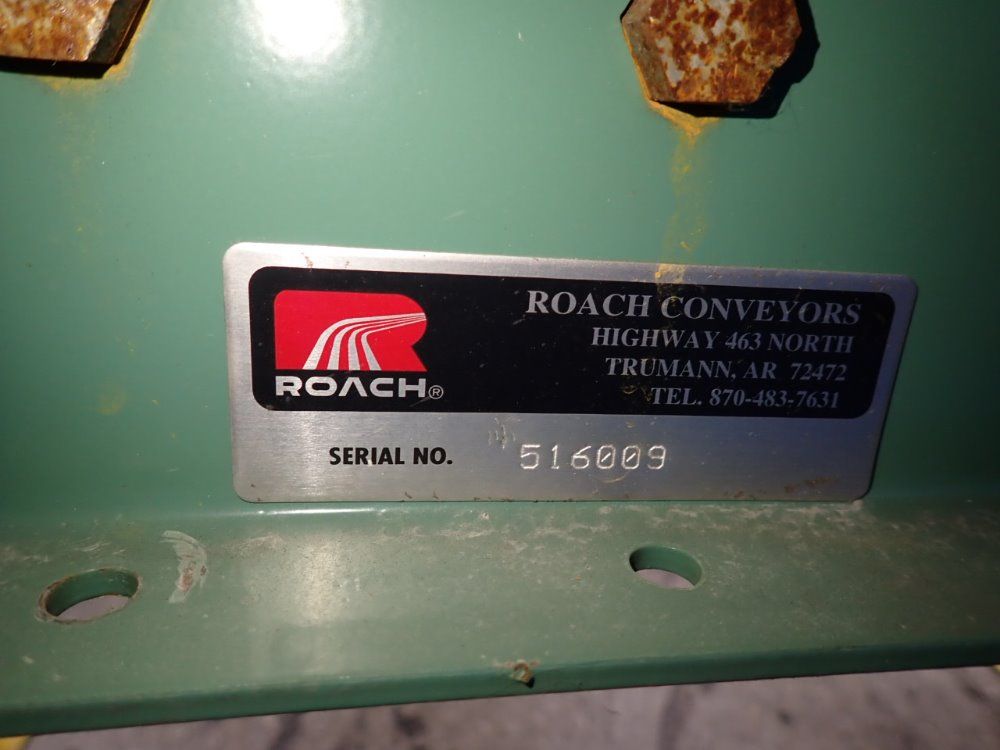 ROACH®
ROACH CONVEYORS
HIGHWAY 463 NORTH
TRUMANN, AR 72472
TEL. 870-483-7631
SERIAL NO. 516009